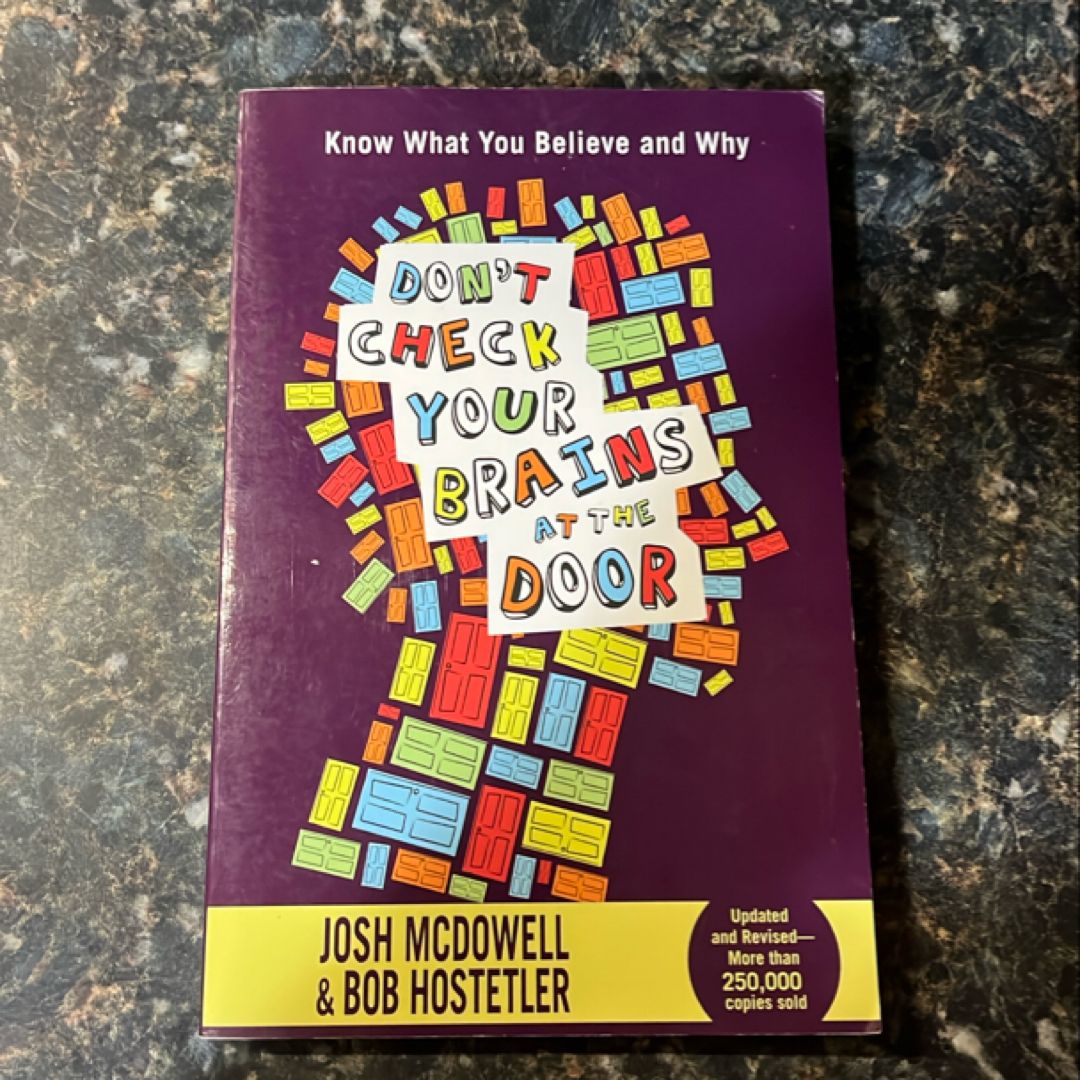 Know What You Believe and Why
DON'T
CHECK
YOUR
BRAINS
AT THE
DOOR
JOSH MCDOWELL
& BOB HOSTETLER
Updated
and Revised—
More than
250,000
copies sold